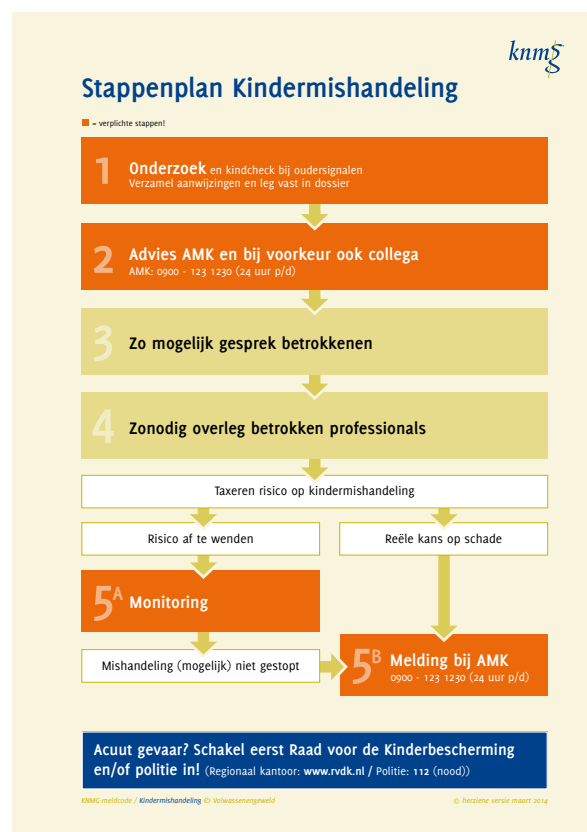 knmg
Stappenplan Kindermishandeling
= verplichte stappen!
1
Onderzoek en kindcheck bij oudersignalen
Verzamel aanwijzingen en leg vast in dossier
2
Advies AMK en bij voorkeur ook collega
AMK: 0900 - 123 1230 (24 uur p/d)
3
Zo mogelijk gesprek betrokkenen
4
Zonodig overleg betrokken professionals
Taxeren risico op kindermishandeling
Risico af te wenden
Reële kans op schade
5A
Monitoring
Mishandeling (mogelijk) niet gestopt
5B
Melding bij AMK
0900 - 123 1230 (24 uur p/d)
Acuut gevaar? Schakel eerst Raad voor de Kinderbescherming
en/of politie in! (Regionaal kantoor: www.rvdk.nl / Politie: 112 (nood))
KNMG-meldcode / Kindermishandeling © Volwassenengeweld
© herziene versie maart 2014